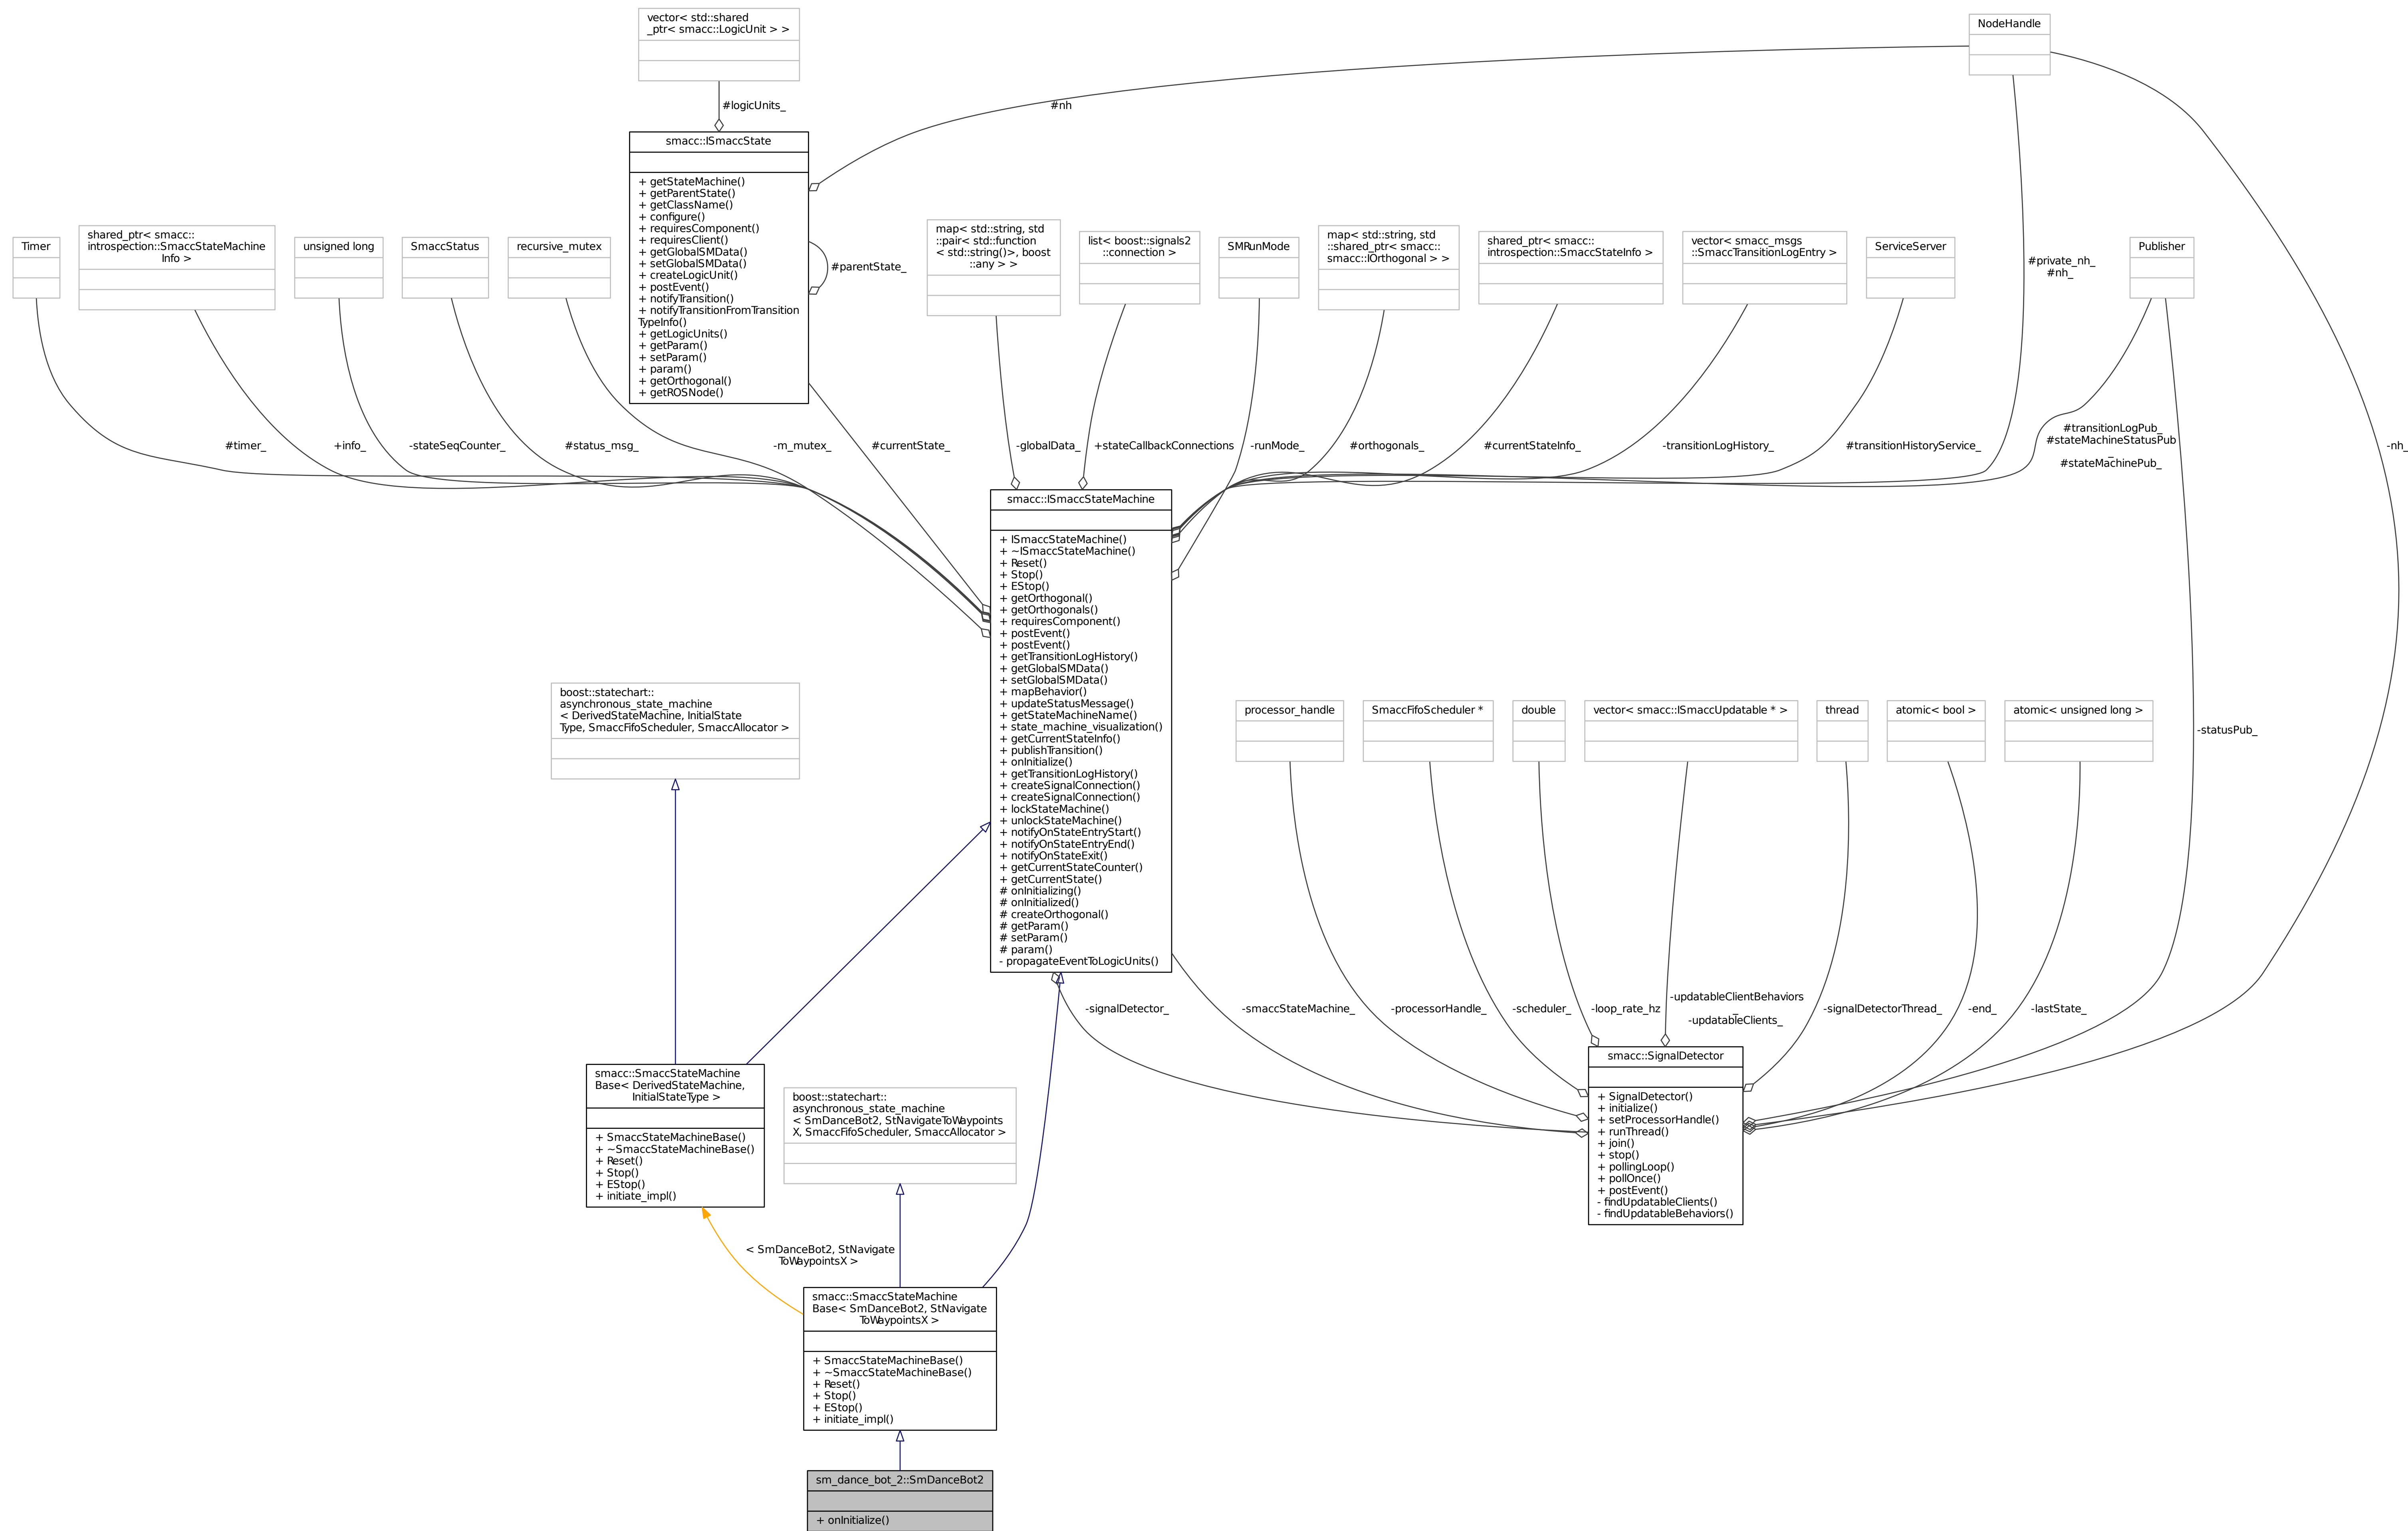 vector< std::shared
_ptr< smacc::LogicUnit > >
NodeHandle
#logicUnits_
#nh
smacc::ISmaccState
+ getStateMachine()
+ getParentState()
+ getClassName()
+ configure()
+ requiresComponent()
+ requiresClient()
+ getGlobalSMData()
+ setGlobalSMData()
+ createLogicUnit()
+ postEvent()
+ notifyTransition()
+ notifyTransitionFromTransition
TypeInfo()
+ getLogicUnits()
+ getParam()
+ setParam()
+ param()
+ getOrthogonal()
+ getROSNode()
#parentState_
Timer
shared_ptr< smacc::
introspection::SmaccStateMachine
Info >
unsigned long
SmaccStatus
recursive_mutex
map< std::string, std
::pair< std::function
< std::string()>, boost
::any > >
list< boost::signals2
::connection >
SMRunMode
map< std::string, std
::shared_ptr< smacc::
smacc::IOrthogonal > >
shared_ptr< smacc::
introspection::SmaccStateInfo >
vector< smacc_msgs
::SmaccTransitionLogEntry >
ServiceServer
Publisher
#private_nh_
#nh_
#timer_
+info_
-stateSeqCounter_
#status_msg_
-m_mutex_
#currentState_
-globalData_
+stateCallbackConnections
-runMode_
#orthogonals_
#currentStateInfo_
-transitionLogHistory_
#transitionHistoryService_
#transitionLogPub_
#stateMachineStatusPub
_
#stateMachinePub_
-nh_
smacc::ISmaccStateMachine
+ ISmaccStateMachine()
+ ~ISmaccStateMachine()
+ Reset()
+ Stop()
+ EStop()
+ getOrthogonal()
+ getOrthogonals()
+ requiresComponent()
+ postEvent()
+ postEvent()
+ getTransitionLogHistory()
+ getGlobalSMData()
+ setGlobalSMData()
+ mapBehavior()
+ updateStatusMessage()
+ getStateMachineName()
+ state_machine_visualization()
+ getCurrentStateInfo()
+ publishTransition()
+ onInitialize()
+ getTransitionLogHistory()
+ createSignalConnection()
+ createSignalConnection()
+ lockStateMachine()
+ unlockStateMachine()
+ notifyOnStateEntryStart()
+ notifyOnStateEntryEnd()
+ notifyOnStateExit()
+ getCurrentStateCounter()
+ getCurrentState()
# onInitializing()
# onInitialized()
# createOrthogonal()
# getParam()
# setParam()
# param()
- propagateEventToLogicUnits()
boost::statechart::
asynchronous_state_machine
< DerivedStateMachine, InitialState
Type, SmaccFifoScheduler, SmaccAllocator >
processor_handle
SmaccFifoScheduler *
double
vector< smacc::ISmaccUpdatable * >
thread
atomic< bool >
atomic< unsigned long >
-statusPub_
-signalDetector_
-smaccStateMachine_
-processorHandle_
-scheduler_
-loop_rate_hz
-updatableClientBehaviors
_
-updatableClients_
-signalDetectorThread_
-end_
-lastState_
smacc::SignalDetector
+ SignalDetector()
+ initialize()
+ setProcessorHandle()
+ runThread()
+ join()
+ stop()
+ pollingLoop()
+ pollOnce()
+ postEvent()
- findUpdatableClients()
- findUpdatableBehaviors()
smacc::SmaccStateMachine
Base< DerivedStateMachine,
InitialStateType >
+ SmaccStateMachineBase()
+ ~SmaccStateMachineBase()
+ Reset()
+ Stop()
+ EStop()
+ initiate_impl()
boost::statechart::
asynchronous_state_machine
< SmDanceBot2, StNavigateToWaypoints
X, SmaccFifoScheduler, SmaccAllocator >
< SmDanceBot2, StNavigate
ToWaypointsX >
smacc::SmaccStateMachine
Base< SmDanceBot2, StNavigate
ToWaypointsX >
+ SmaccStateMachineBase()
+ ~SmaccStateMachineBase()
+ Reset()
+ Stop()
+ EStop()
+ initiate_impl()
sm_dance_bot_2::SmDanceBot2
+ onInitialize()